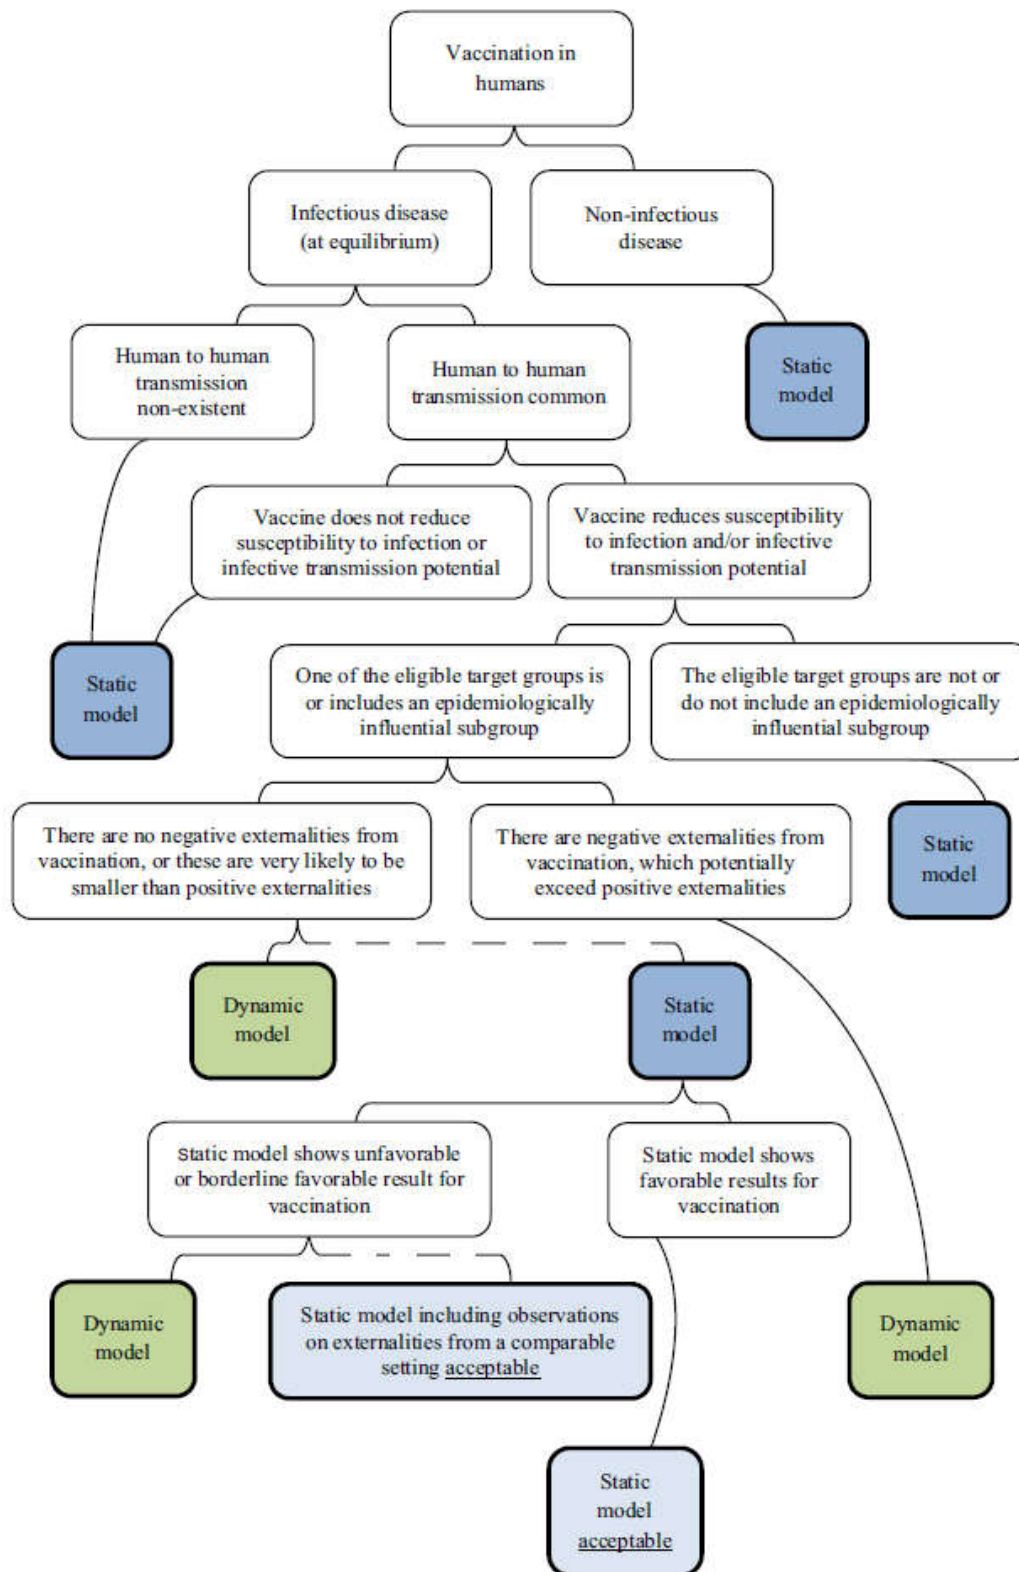 Vaccination in
humans
Infectious disease
(at equilibrium)
Non-infectious
disease
Human to human
transmission
non-existent
Human to human
transmission common
Static
model
Vaccine does not reduce
susceptibility to infection or
infective transmission potential
Vaccine reduces susceptibility
to infection and/or infective
transmission potential
Static
model
One of the eligible target groups is
or includes an epidemiologically
influential subgroup
The eligible target groups are not or
do not include an epidemiologically
influential subgroup
There are no negative externalities from
vaccination, or these are very likely to be
smaller than positive externalities
There are negative externalities from
vaccination, which potentially
exceed positive externalities
Static
model
Dynamic
model
Static
model
Static model shows unfavorable
or borderline favorable result for
vaccination
Static model shows
favorable results for
vaccination
Dynamic
model
Static model including observations
on externalities from a comparable
setting acceptable
Dynamic
model
Static
model
acceptable